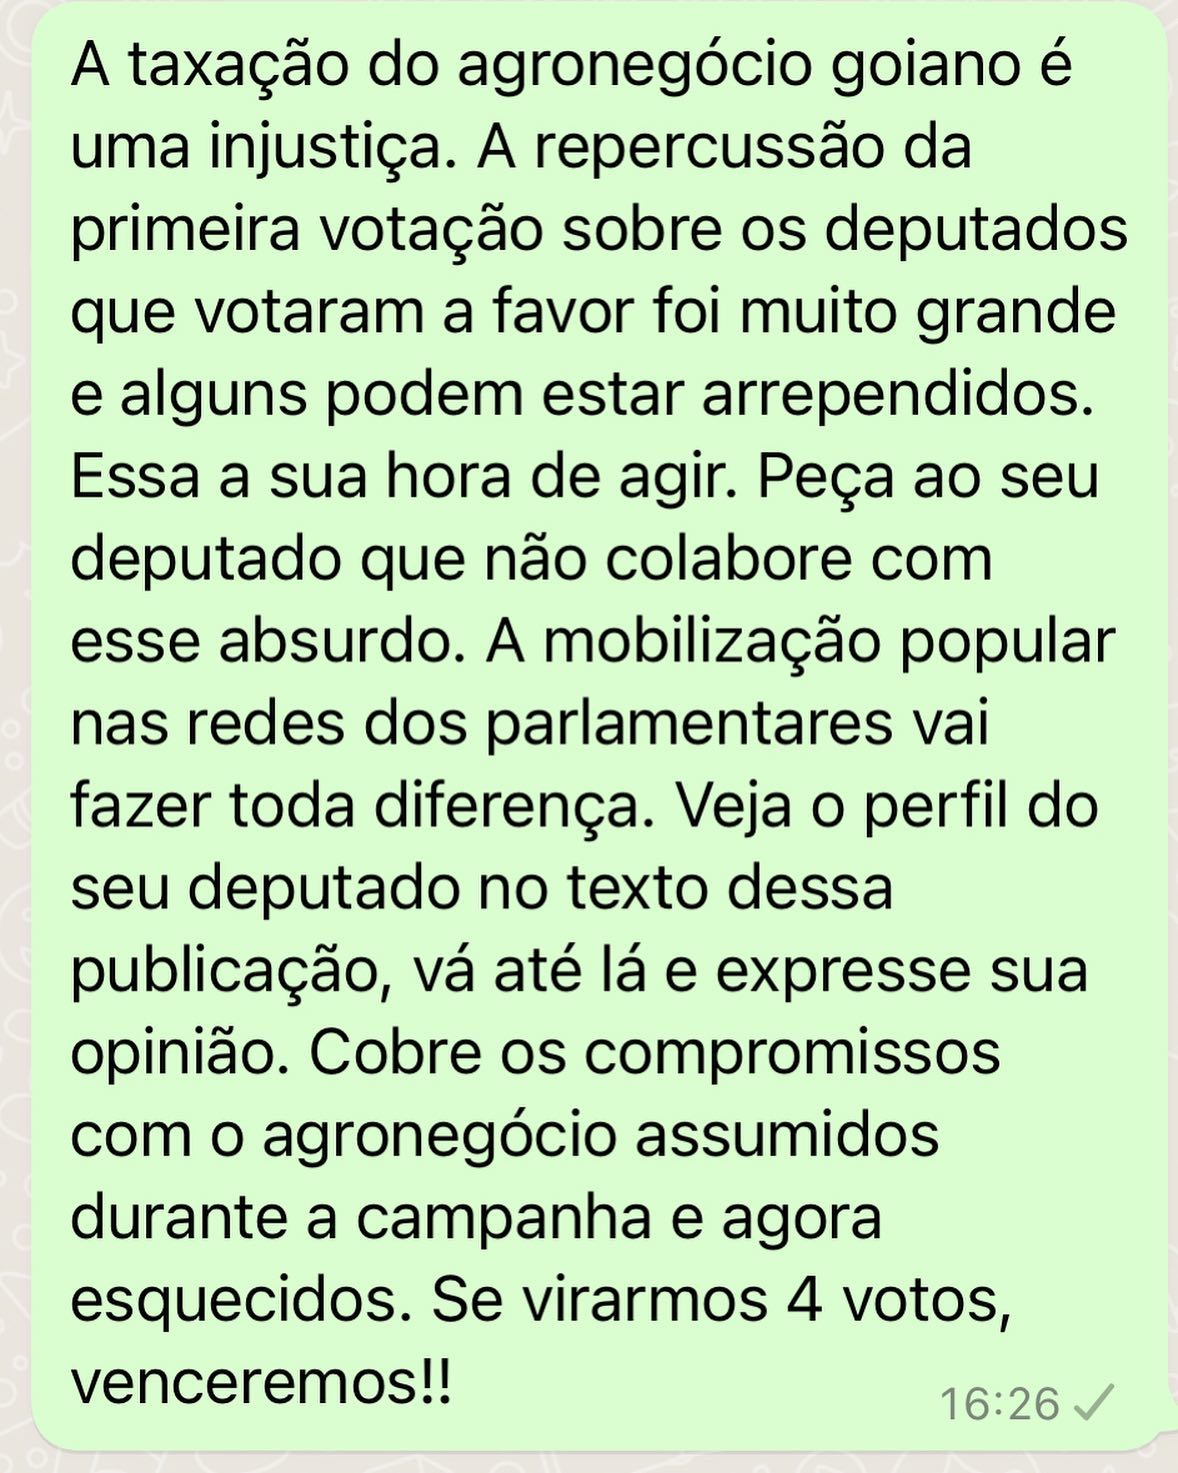 A taxação do agronegócio goiano é
uma injustiça. A repercussão da
primeira votação sobre os deputados
que votaram a favor foi muito grande
e alguns podem estar arrependidos.
Essa a sua hora de agir. Peça ao seu
deputado que não colabore com
esse absurdo. A mobilização popular
nas redes dos parlamentares vai
fazer toda diferença. Veja o perfil do
seu deputado no texto dessa
publicação, vá até lá e expresse sua
opinião. Cobre os compromissos
com o agronegócio assumidos
durante a campanha e agora
esquecidos. Se virarmos 4 votos,
venceremos!!
16:26